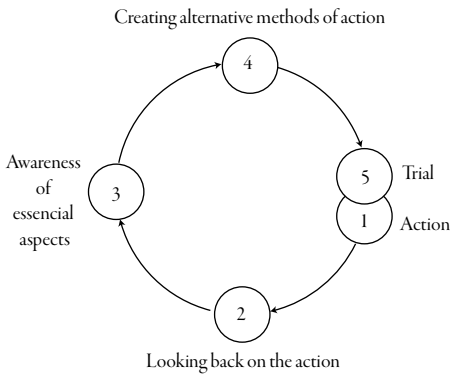 Creating alternative methods of action
4
Awareness
of
essencial
aspects
3
5
Trial
1
Action
2
Looking back on the action